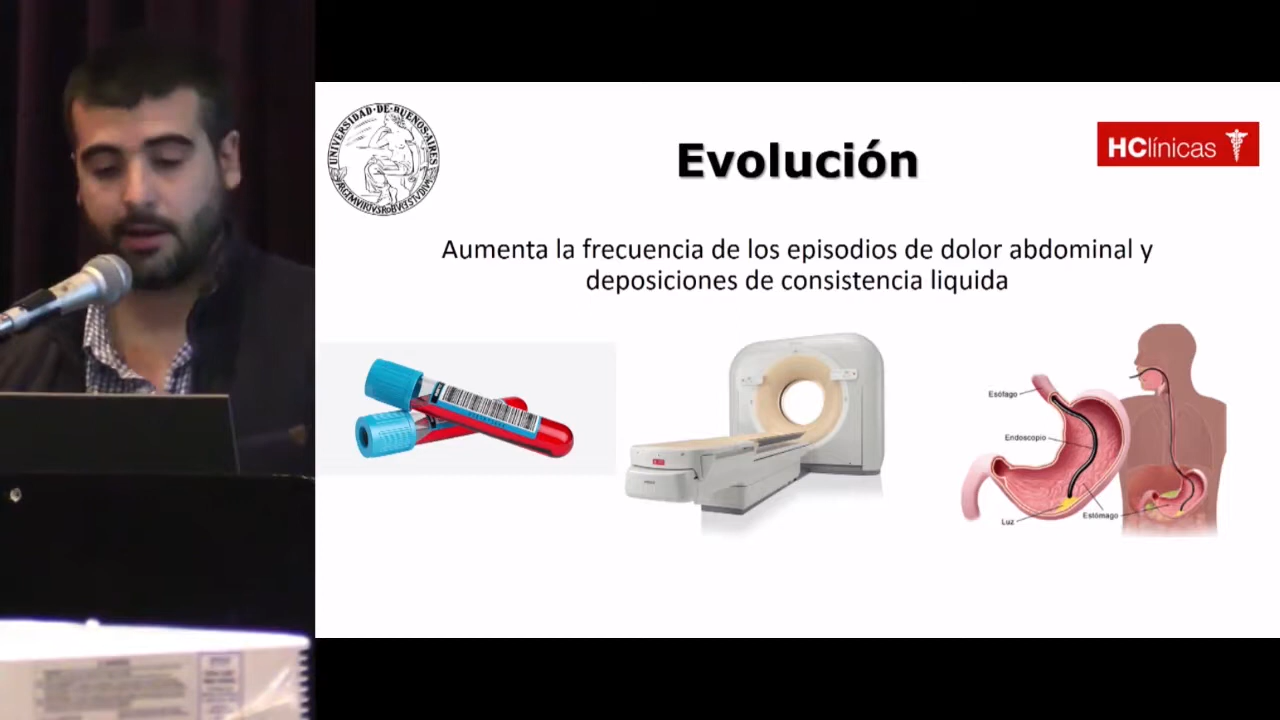 UNIVERSIDAD·DE·BUENOS·AIRES
Evolución
HClínicas
Aumenta la frecuencia de los episodios de dolor abdominal y
deposiciones de consistencia liquida
Esófago
Endoscopio
Luz
Estómago